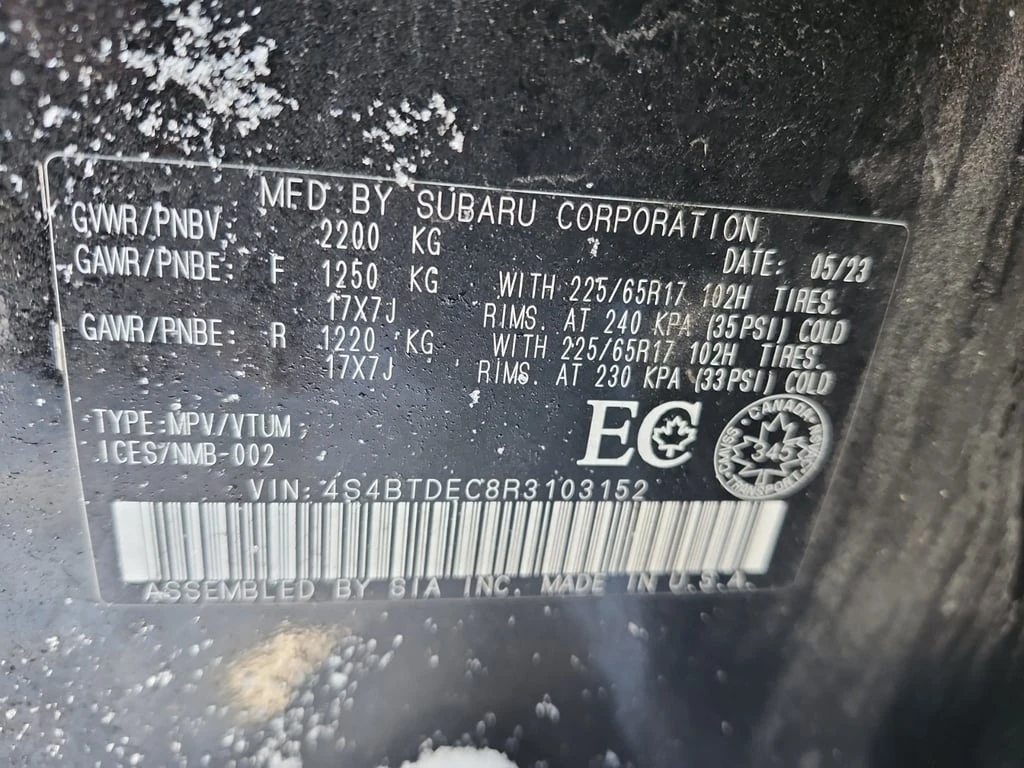 MFD BY SUBARU CORPORATION
GVWR/PNBV: 2200 KG DATE: 05/23
GAWR/PNBE: F 1250 KG WITH 225/65R17 102H TIRES.
17X7J RIMS. AT 240 KPA (35PSI) COLD
GAWR/PNBE: R 1220 KG WITH 225/65R17 102H TIRES.
17X7J RIMS. AT 230 KPA (33PSI) COLD
TYPE:MPV/VTUM
ICES/NMB-002
EC
CANADA
345
TRANSPORT
VIN: 4S4BTDEC8R3103152
ASSEMBLED BY SIA INC. MADE IN U.S.A.